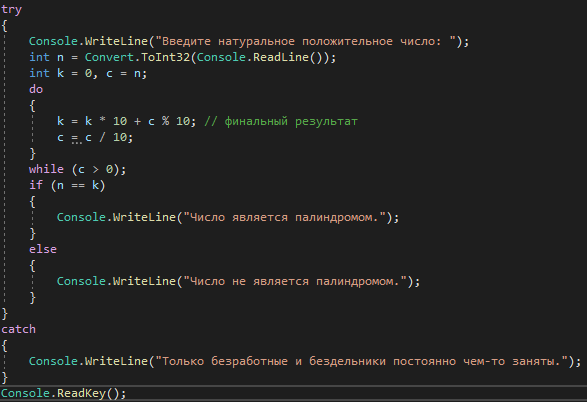 try
{
Console.WriteLine("Введите натуральное положительное число: ");
int n = Convert.ToInt32(Console.ReadLine());
int k = 0, c = n;
do
{
k = k * 10 + c % 10; // финальный результат
c = c / 10;
}
while (c > 0);
if (n == k)
{
Console.WriteLine("Число является палиндромом.");
}
else
{
Console.WriteLine("Число не является палиндромом.");
}
}
catch
{
Console.WriteLine("Только безработные и бездельники постоянно чем-то заняты.");
}
Console.ReadKey();